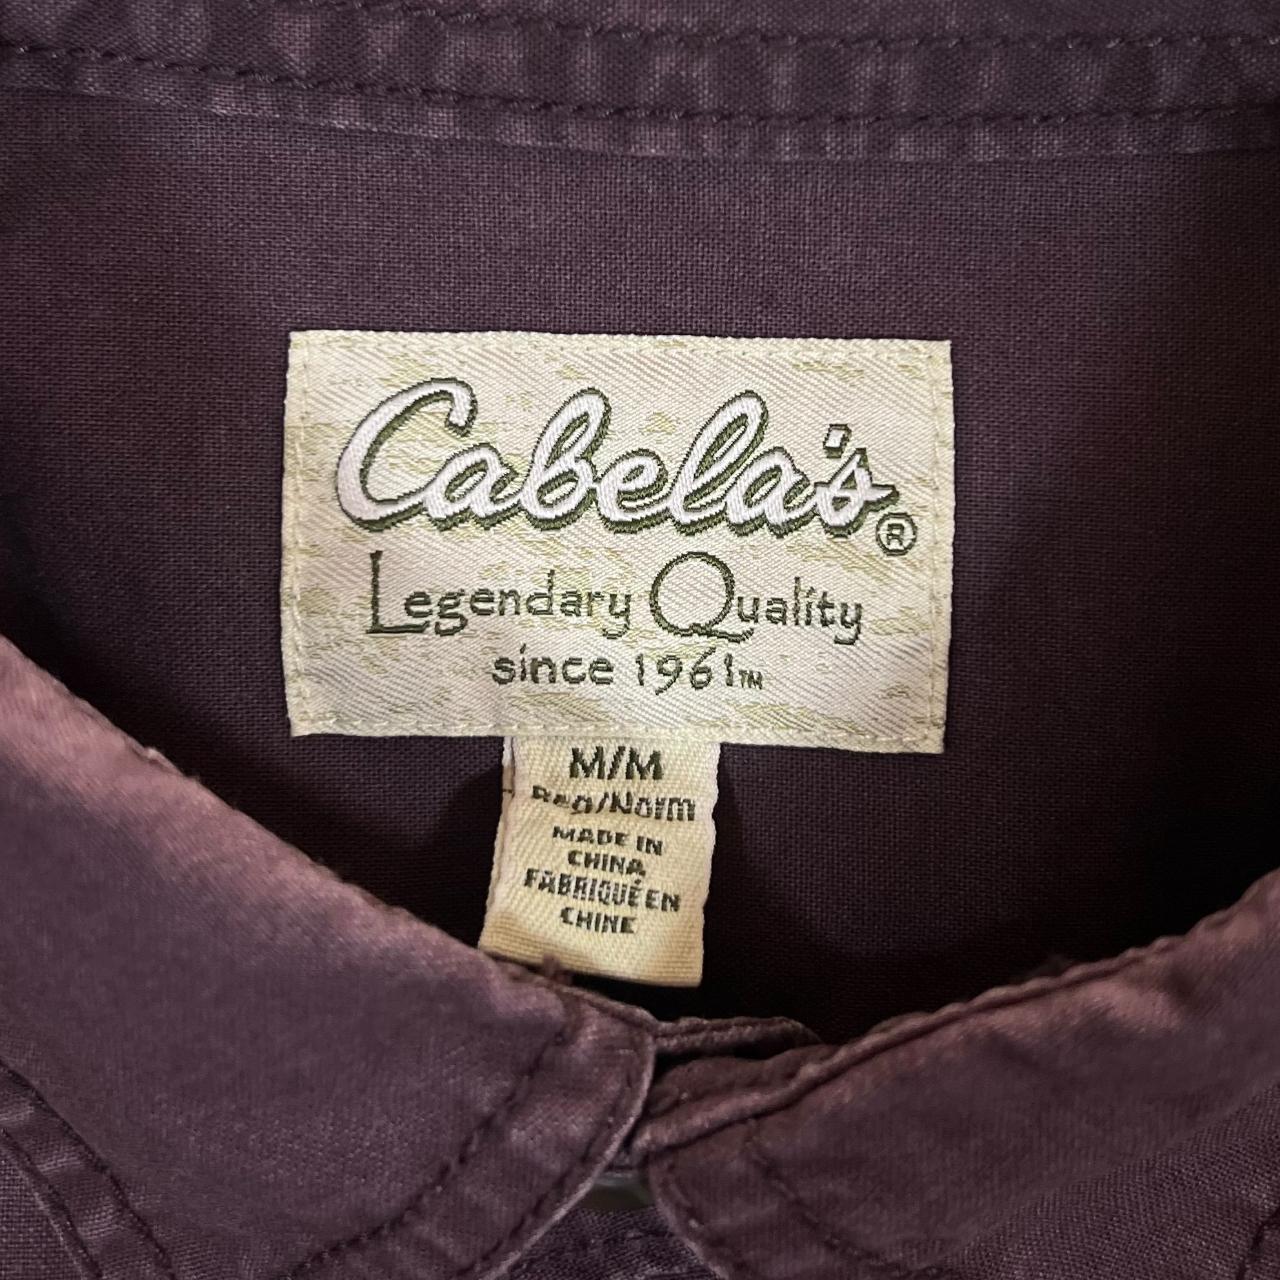 Cabela's®
Legendary Quality
since 1961™
M/M
Reg/Norm
MADE IN
CHINA
FABRIQUÉ EN
CHINE